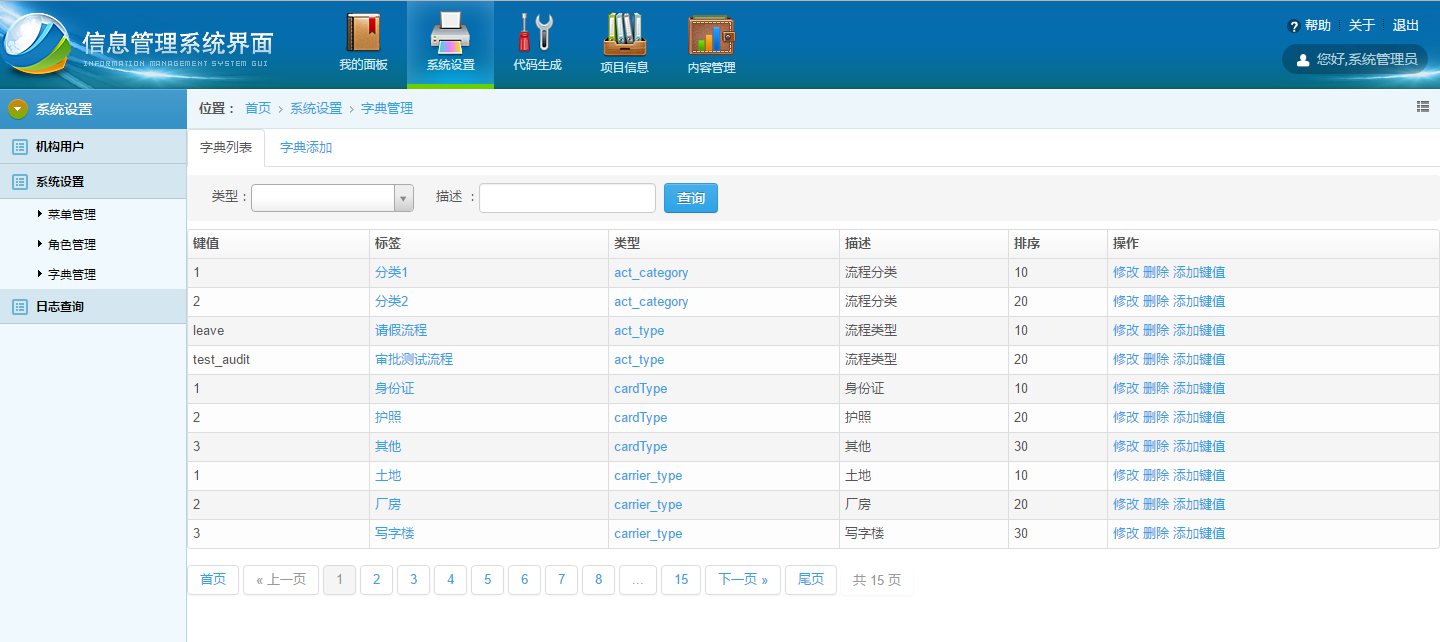 信息管理系统界面
INFORMATION MANAGEMENT SYSTEM GUI
我的面板 系统设置 代码生成 项目信息 内容管理
? 帮助 关于 退出
您好,系统管理员
系统设置
机构用户
系统设置
菜单管理
角色管理
字典管理
日志查询
位置： 首页 › 系统设置 › 字典管理
字典列表 字典添加
类型 : 描述 : 查询
键值 标签 类型 描述 排序 操作
1 分类1 act_category 流程分类 10 修改 删除 添加键值
2 分类2 act_category 流程分类 20 修改 删除 添加键值
leave 请假流程 act_type 流程类型 10 修改 删除 添加键值
test_audit 审批测试流程 act_type 流程类型 20 修改 删除 添加键值
1 身份证 cardType 身份证 10 修改 删除 添加键值
2 护照 cardType 护照 20 修改 删除 添加键值
3 其他 cardType 其他 30 修改 删除 添加键值
1 土地 carrier_type 土地 10 修改 删除 添加键值
2 厂房 carrier_type 厂房 20 修改 删除 添加键值
3 写字楼 carrier_type 写字楼 30 修改 删除 添加键值
首页 « 上一页 1 2 3 4 5 6 7 8 ... 15 下一页 » 尾页 共 15 页